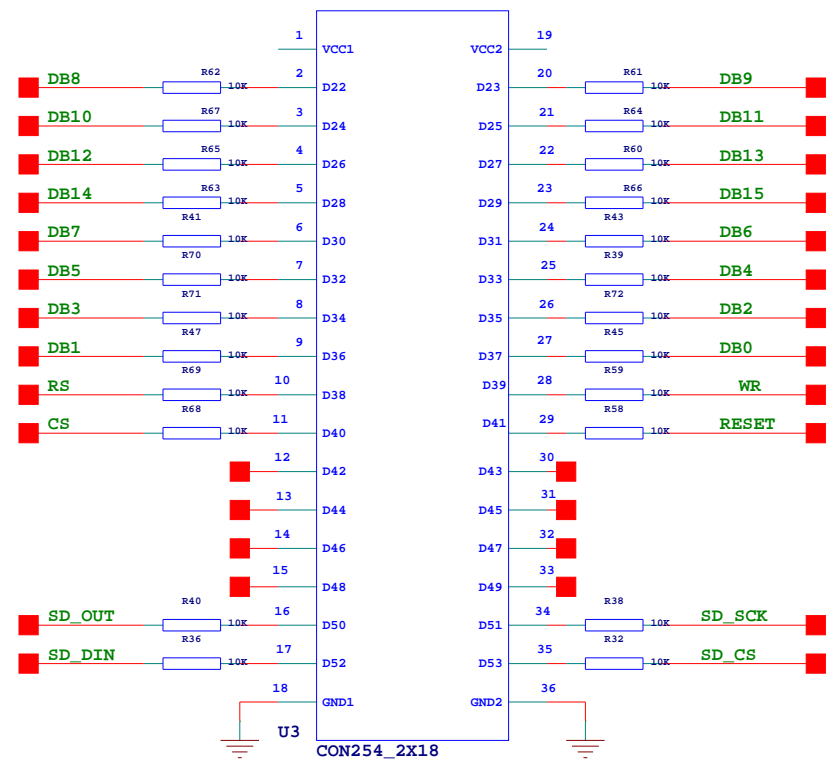 1 VCC1 VCC2 19
DB8 R62 10K 2 D22 D23 20 R61 10K DB9
DB10 R67 10K 3 D24 D25 21 R64 10K DB11
DB12 R65 10K 4 D26 D27 22 R60 10K DB13
DB14 R63 10K 5 D28 D29 23 R66 10K DB15
DB7 R41 10K 6 D30 D31 24 R43 10K DB6
DB5 R70 10K 7 D32 D33 25 R39 10K DB4
DB3 R71 10K 8 D34 D35 26 R72 10K DB2
DB1 R47 10K 9 D36 D37 27 R45 10K DB0
RS R69 10K 10 D38 D39 28 R59 10K WR
CS R68 10K 11 D40 D41 29 R58 10K RESET
12 D42 D43 30
13 D44 D45 31
14 D46 D47 32
15 D48 D49 33
SD_OUT R40 10K 16 D50 D51 34 R38 10K SD_SCK
SD_DIN R36 10K 17 D52 D53 35 R32 10K SD_CS
18 GND1 GND2 36
U3
CON254_2X18